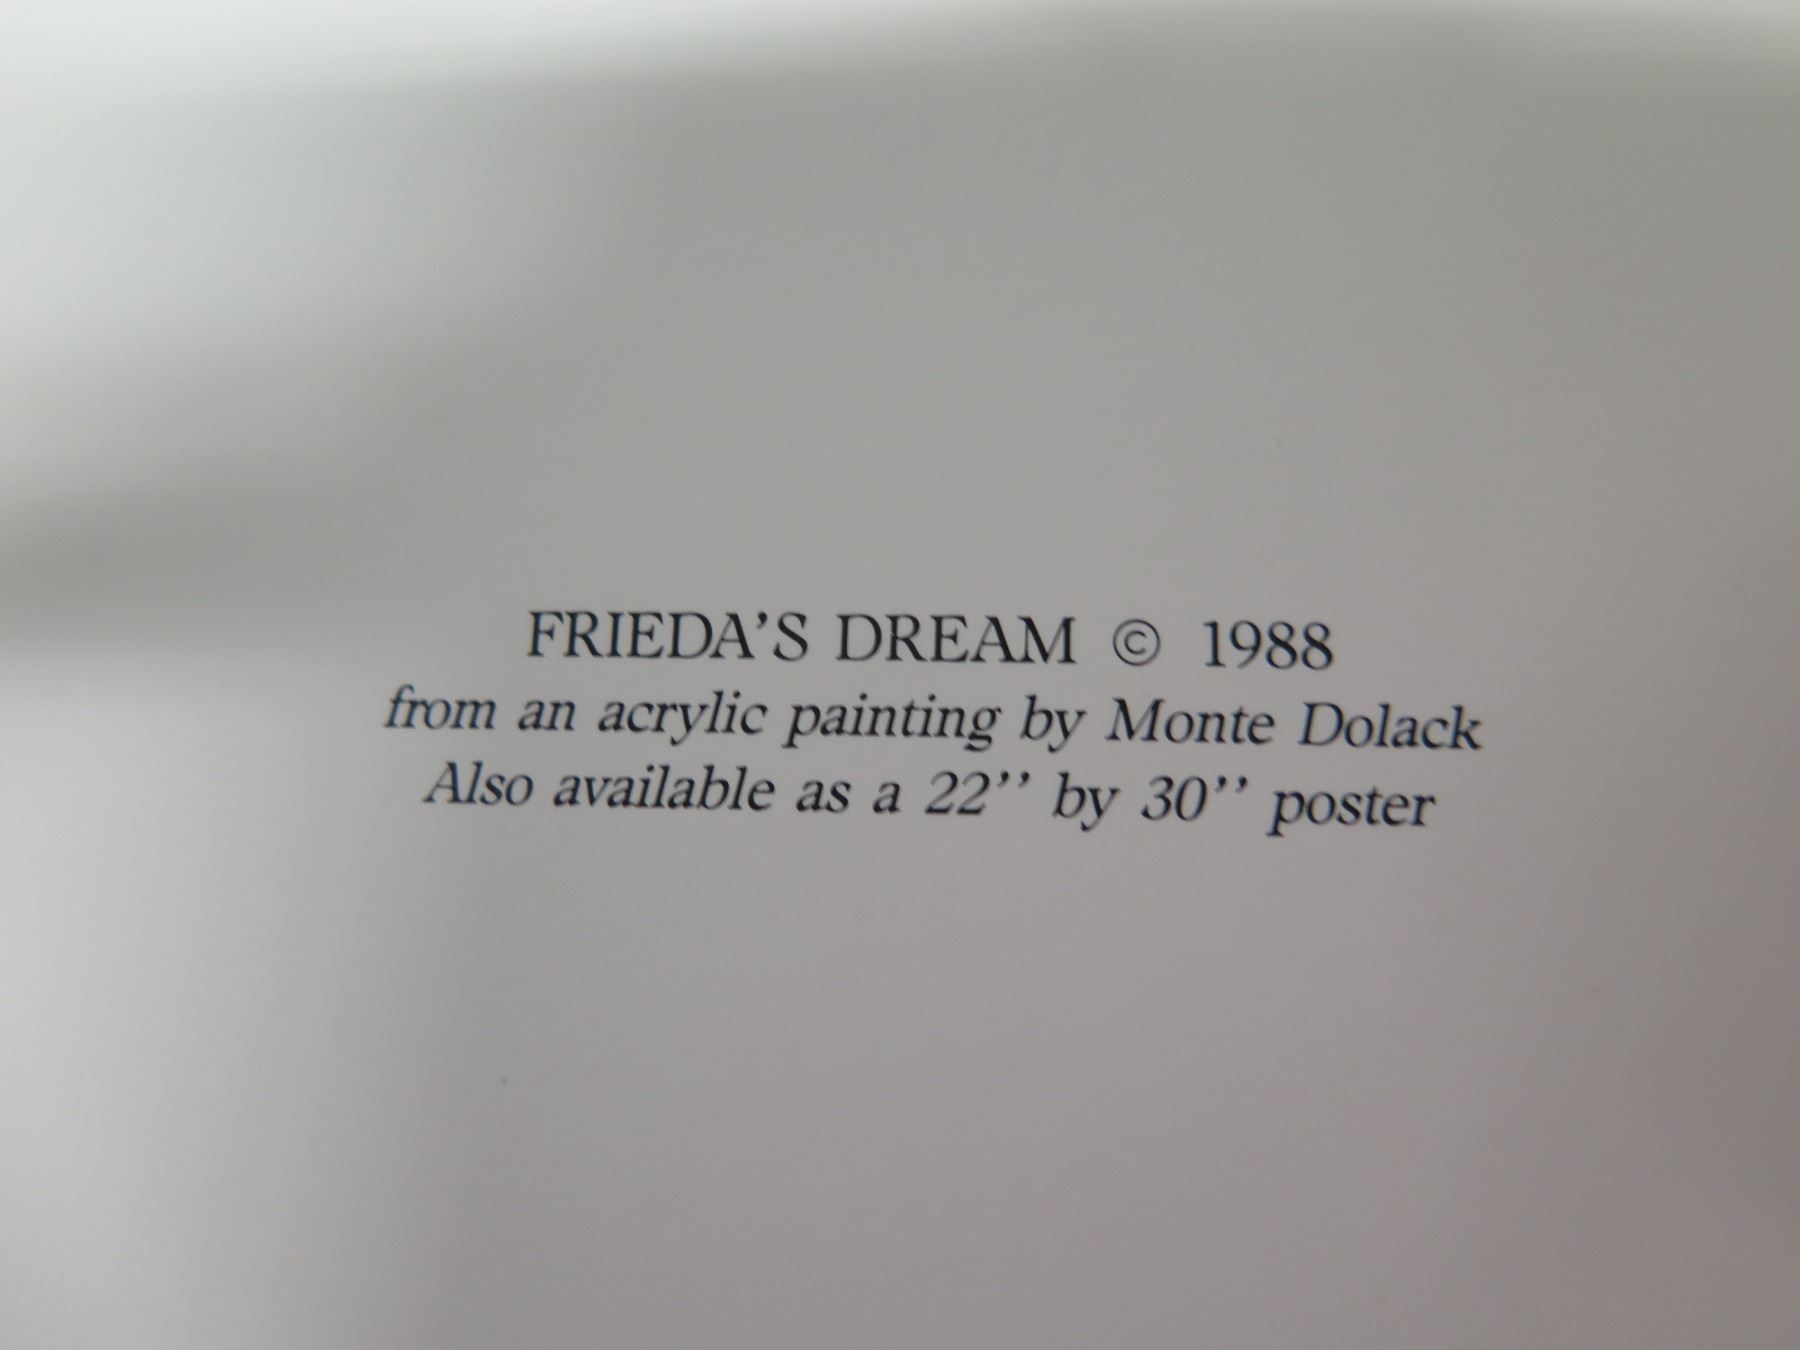 FRIEDA'S DREAM © 1988
from an acrylic painting by Monte Dolack
Also available as a 22'' by 30'' poster